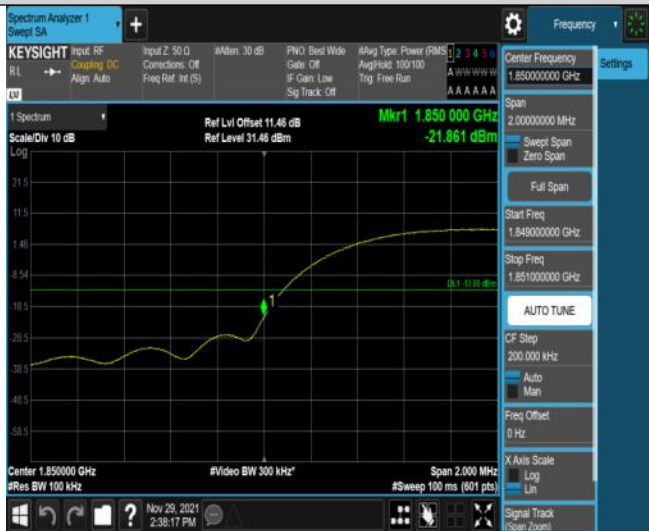 Spectrum Analyzer 1
Swept SA
Frequency
KEYSIGHT
RL
Input: RF
Coupling: DC
Align: Auto
Input Z: 50 Ω
Corrections: Off
Freq Ref: Int (S)
#Atten: 30 dB
PNO: Best Wide
Gate: Off
IF Gain: Low
Sig Track: Off
#Avg Type: Power (RMS
Avg|Hold: 100/100
Trig: Free Run
1 2 3 4 5 6
A W W W W W
A A A A A A
1 Spectrum
Scale/Div 10 dB
Log
Ref Lvl Offset 11.46 dB
Ref Level 31.46 dBm
Mkr1 1.850 000 GHz
-21.861 dBm
21.5
11.5
1.46
-8.54
DL1 -13.00 dBm
-18.5
1
-28.5
-38.5
-48.5
-58.5
Center 1.850000 GHz
#Res BW 100 kHz
#Video BW 300 kHz*
Span 2.000 MHz
#Sweep 100 ms (601 pts)
Nov 29, 2021
2:38:17 PM
Settings
Center Frequency
1.850000000 GHz
Span
2.00000000 MHz
Swept Span
Zero Span
Full Span
Start Freq
1.849000000 GHz
Stop Freq
1.851000000 GHz
AUTO TUNE
CF Step
200.000 kHz
Auto
Man
Freq Offset
0 Hz
X Axis Scale
Log
Lin
Signal Track
(Span Zoom)